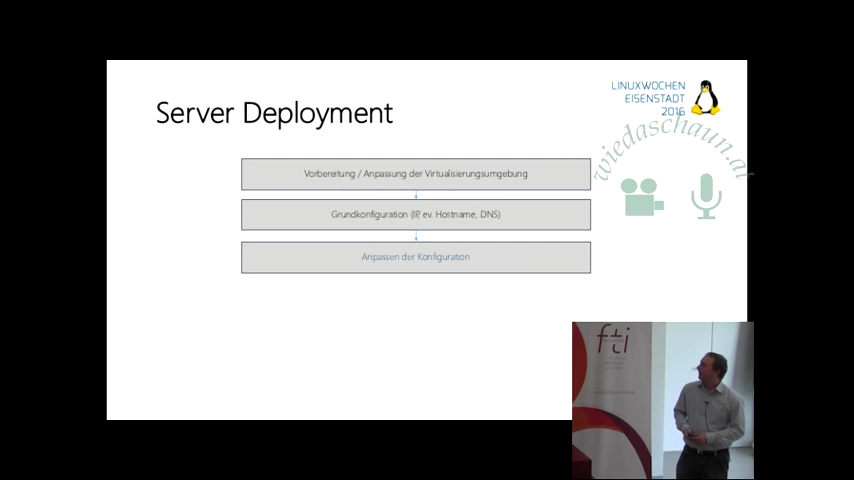 Server Deployment
LINUXWOCHEN
EISENSTADT
2016
wiedaschaun.at
Vorbereitung / Anpassung der Virtualisierungsumgebung
Grundkonfiguration (IP, ev. Hostname, DNS)
Anpassen der Konfiguration
fti